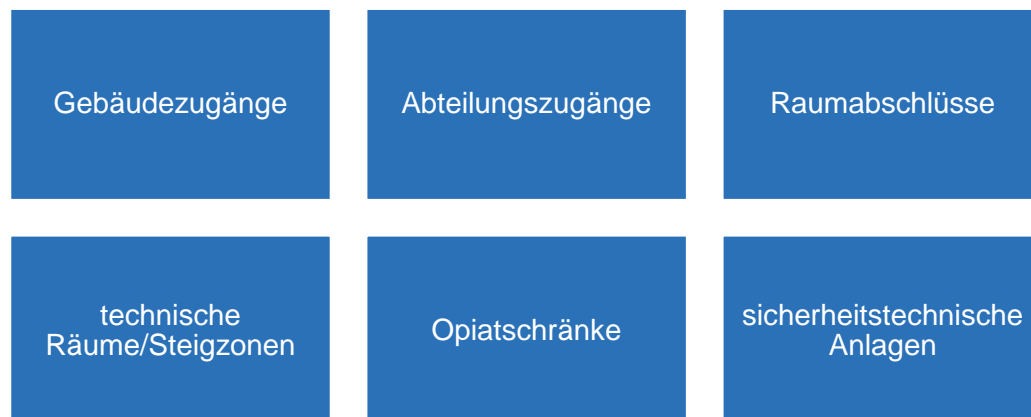 Gebäudezugänge
Abteilungszugänge
Raumabschlüsse
technische
Räume/Steigzonen
Opiatschränke
sicherheitstechnische
Anlagen